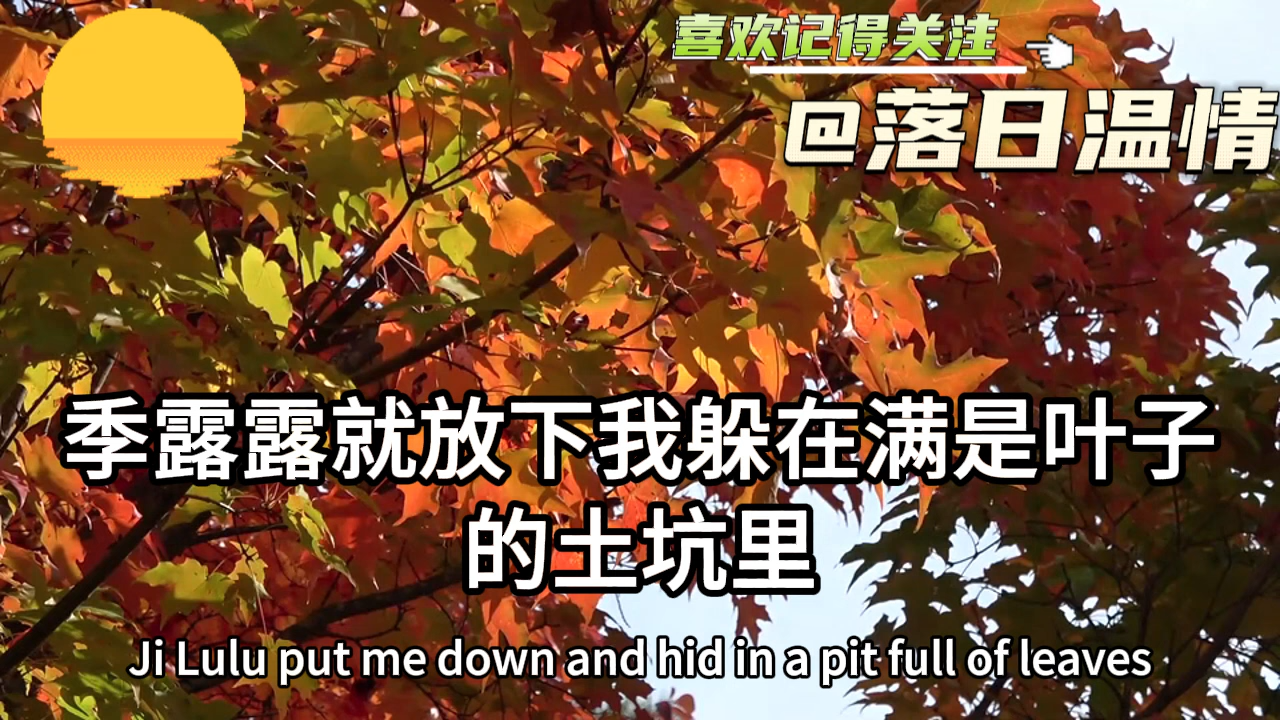 喜欢记得关注
@落日温情
季露露就放下我躲在满是叶子
的土坑里
Ji Lulu put me down and hid in a pit full of leaves